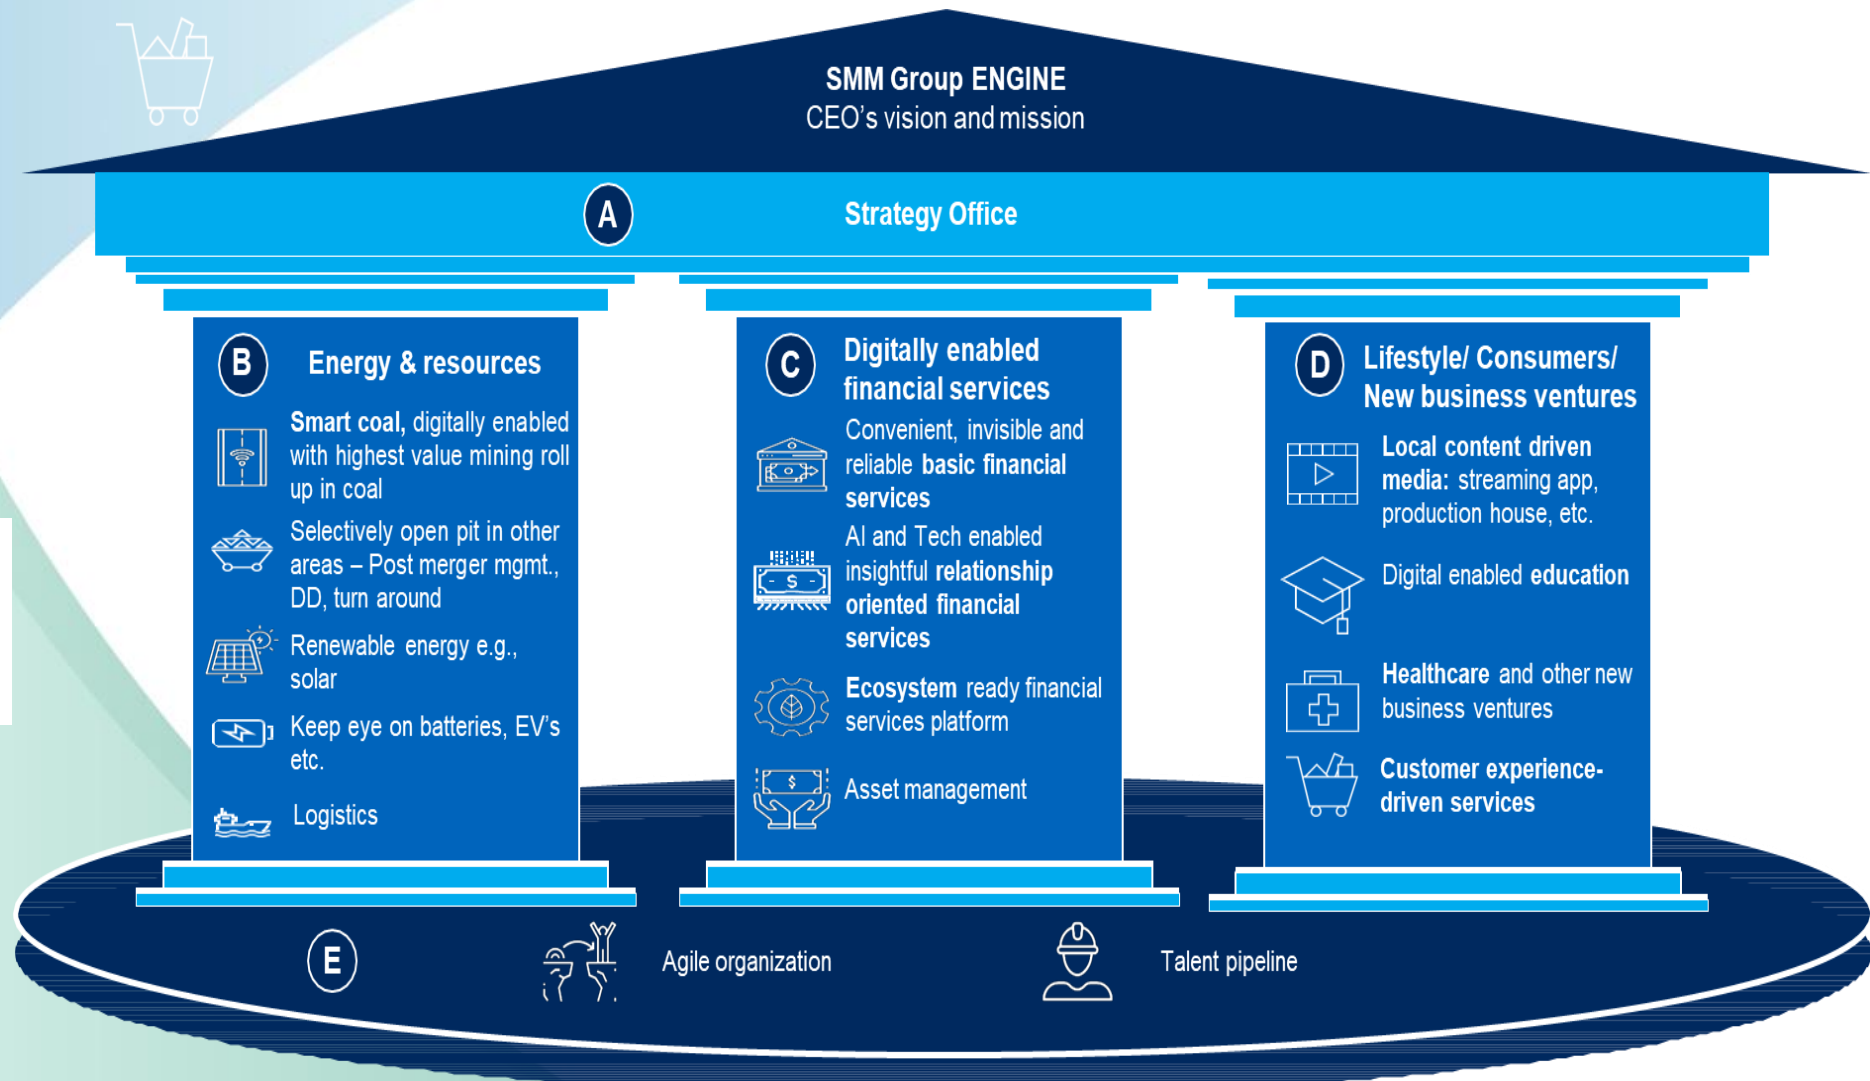 SMM Group ENGINE
CEO's vision and mission
A
Strategy Office
B
Energy & resources
Smart coal, digitally enabled
with highest value mining roll
up in coal
Selectively open pit in other
areas – Post merger mgmt.,
DD, turn around
Renewable energy e.g.,
solar
Keep eye on batteries, EV's
etc.
Logistics
C
Digitally enabled
financial services
Convenient, invisible and
reliable basic financial
services
AI and Tech enabled
insightful relationship
oriented financial
services
Ecosystem ready financial
services platform
Asset management
D
Lifestyle/ Consumers/
New business ventures
Local content driven
media: streaming app,
production house, etc.
Digital enabled education
Healthcare and other new
business ventures
Customer experience-
driven services
E
Agile organization
Talent pipeline